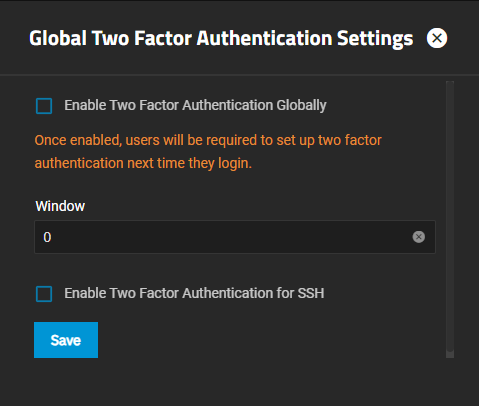 Global Two Factor Authentication Settings
Enable Two Factor Authentication Globally
Once enabled, users will be required to set up two factor
authentication next time they login.
Window
0
Enable Two Factor Authentication for SSH
Save